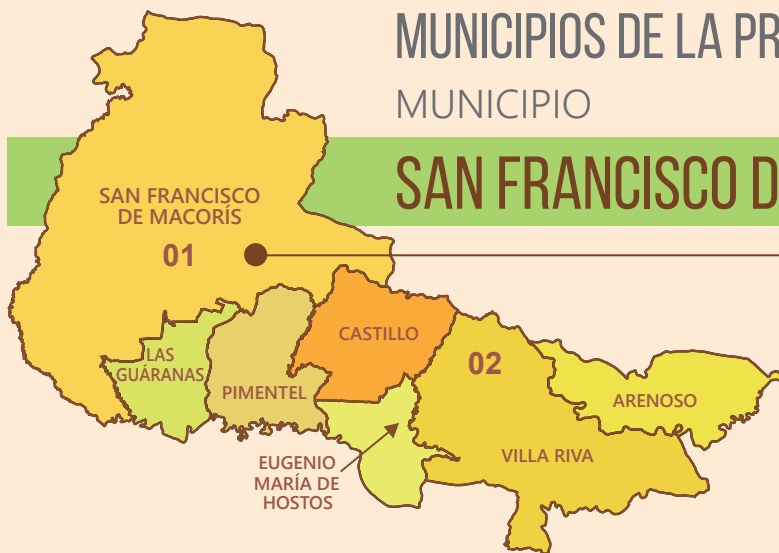 MUNICIPIOS DE LA PR
MUNICIPIO
SAN FRANCISCO D
SAN FRANCISCO
DE MACORÍS
01
LAS
GUÁRANAS
PIMENTEL
CASTILLO
02
ARENOSO
VILLA RIVA
EUGENIO
MARÍA DE
HOSTOS